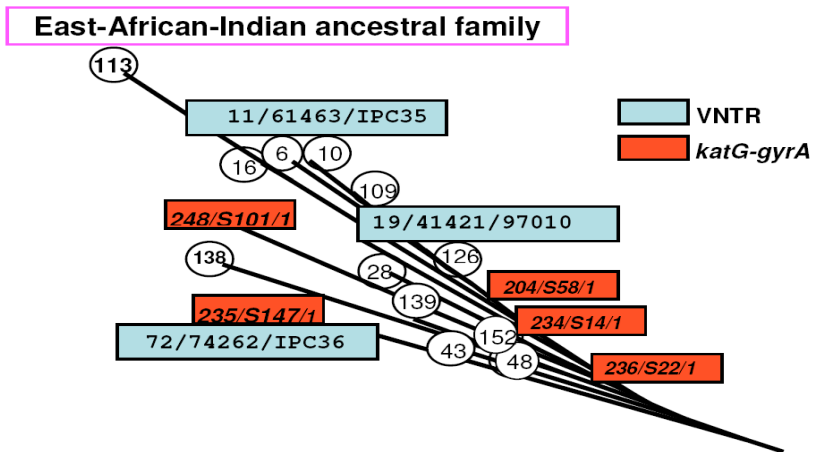 East-African-Indian ancestral family
113
11/61463/IPC35
VNTR
katG-gyrA
16
6
10
109
248/S101/1
19/41421/97010
138
28
126
204/S58/1
139
235/S147/1
234/S14/1
72/74262/IPC36
43
152
48
236/S22/1